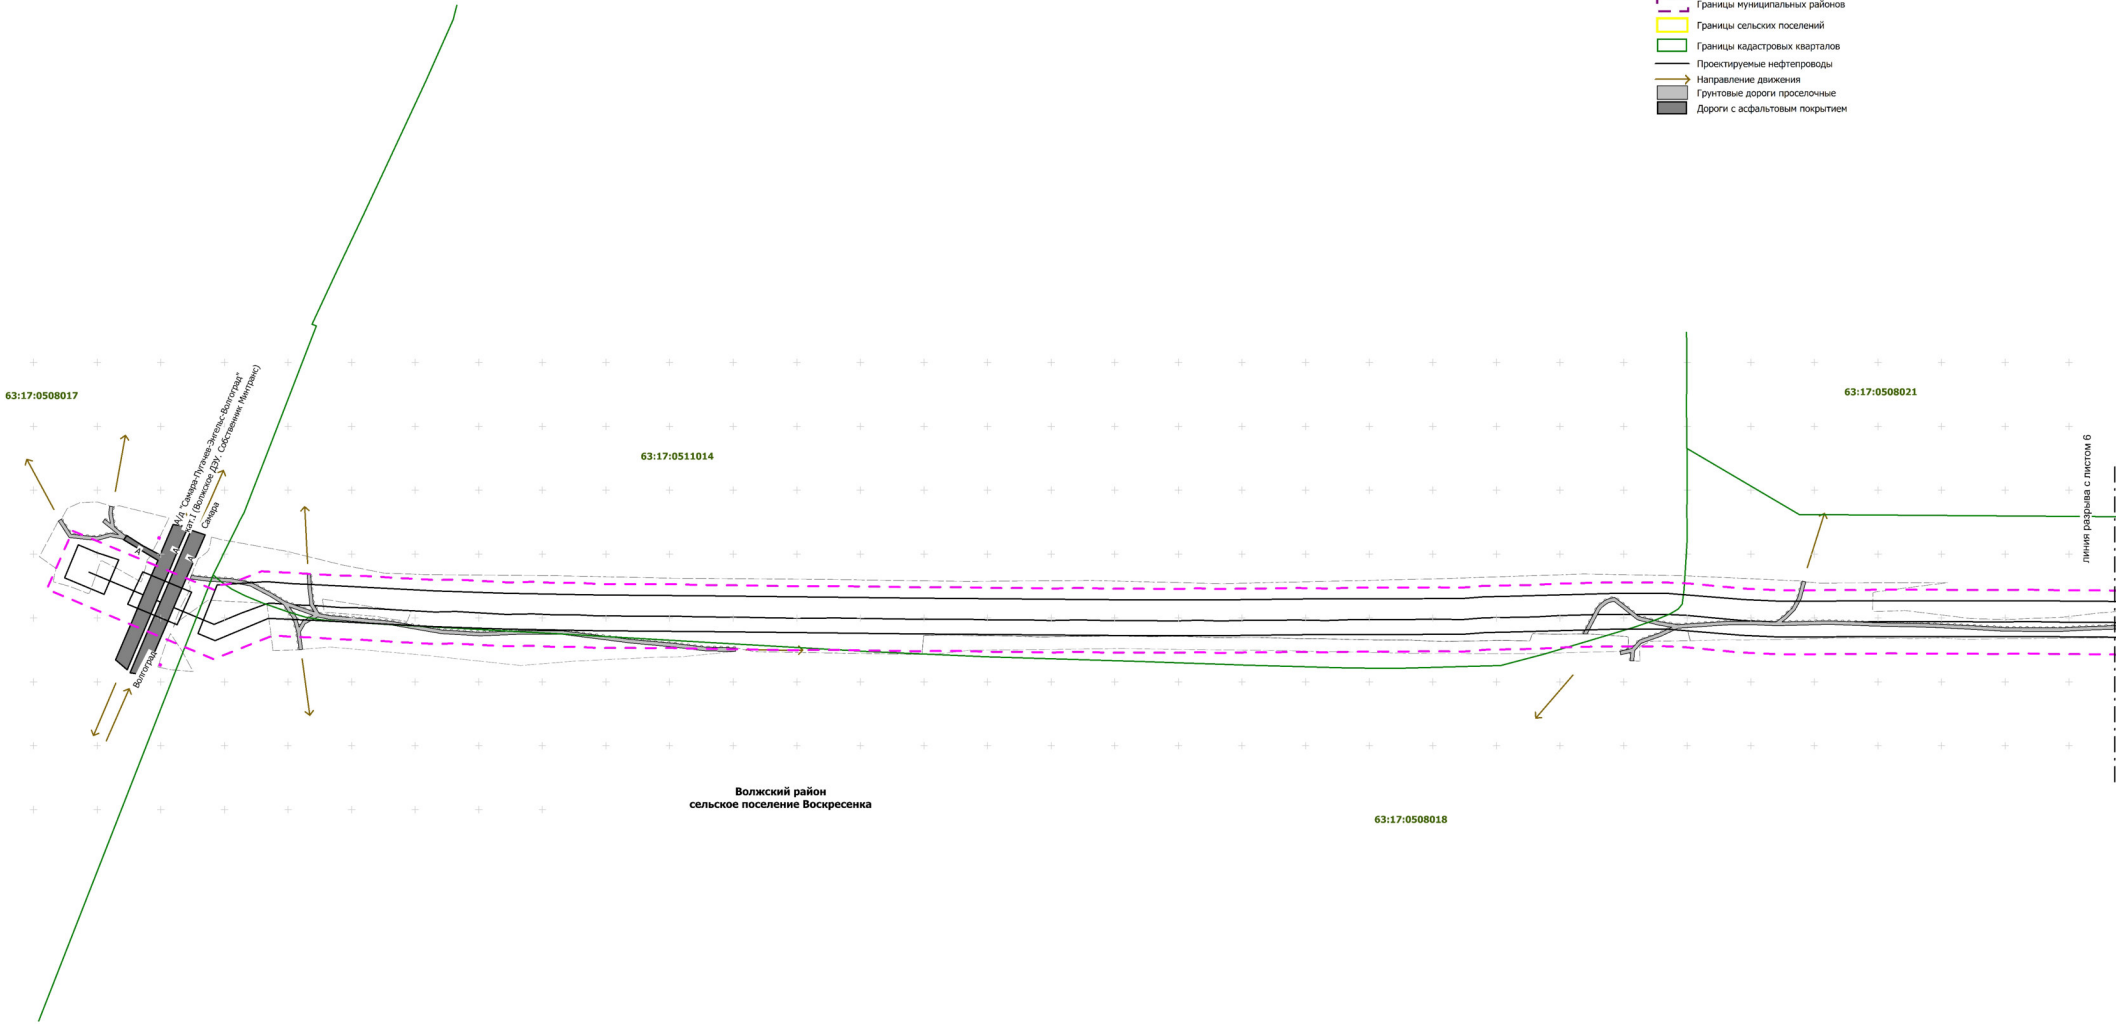 Границы муниципальных районов
Границы сельских поселений
Границы кадастровых кварталов
Проектируемые нефтепроводы
Направление движения
Грунтовые дороги проселочные
Дороги с асфальтовым покрытием
63:17:0508017
А/д "Самара-Пугачев-Энгельс-Волгоград"
кат.I (Волжское ДЭУ. Собственник Минтранс)
Самара
А
А
А
Волгоград
63:17:0511014
63:17:0508021
линия разрыва с листом 6
Волжский район
сельское поселение Воскресенка
63:17:0508018